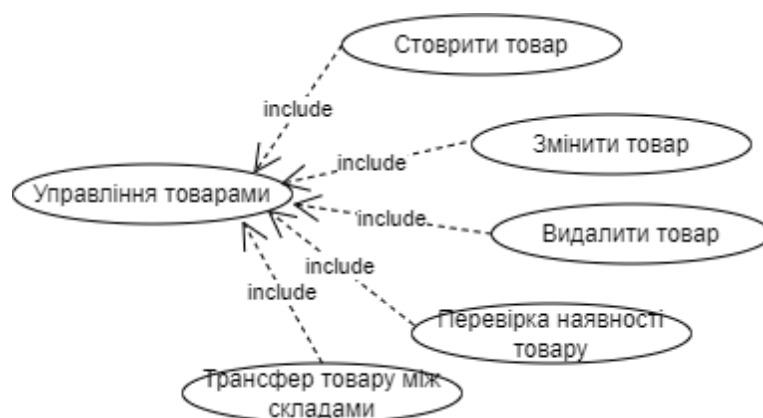 Стоврити товар
include
Змінити товар
include
Управління товарами
include
Видалити товар
include
include
Перевірка наявності
товару
Трансфер товару між
складами